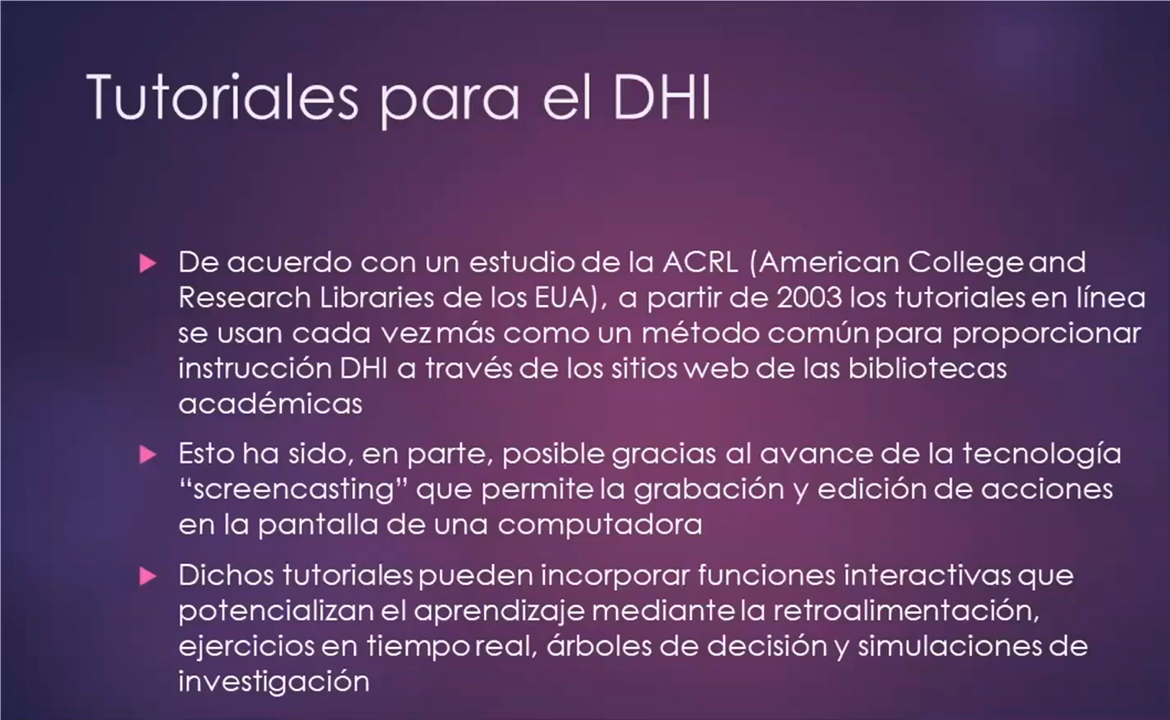 Tutoriales para el DHI
De acuerdo con un estudio de la ACRL (American College and
Research Libraries de los EUA), a partir de 2003 los tutoriales en línea
se usan cada vez más como un método común para proporcionar
instrucción DHI a través de los sitios web de las bibliotecas
académicas
Esto ha sido, en parte, posible gracias al avance de la tecnología
“screencasting” que permite la grabación y edición de acciones
en la pantalla de una computadora
Dichos tutoriales pueden incorporar funciones interactivas que
potencializan el aprendizaje mediante la retroalimentación,
ejercicios en tiempo real, árboles de decisión y simulaciones de
investigación